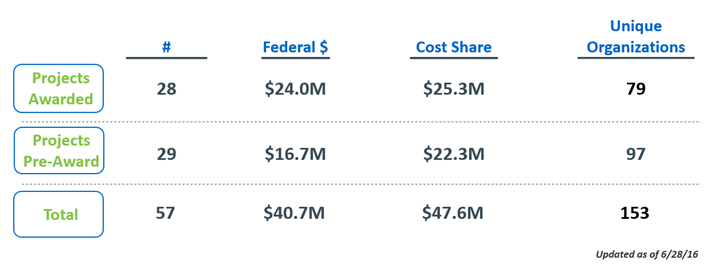 # Federal $ Cost Share Unique
Organizations
Projects
Awarded 28 $24.0M $25.3M 79
Projects
Pre-Award 29 $16.7M $22.3M 97
Total 57 $40.7M $47.6M 153
Updated as of 6/28/16